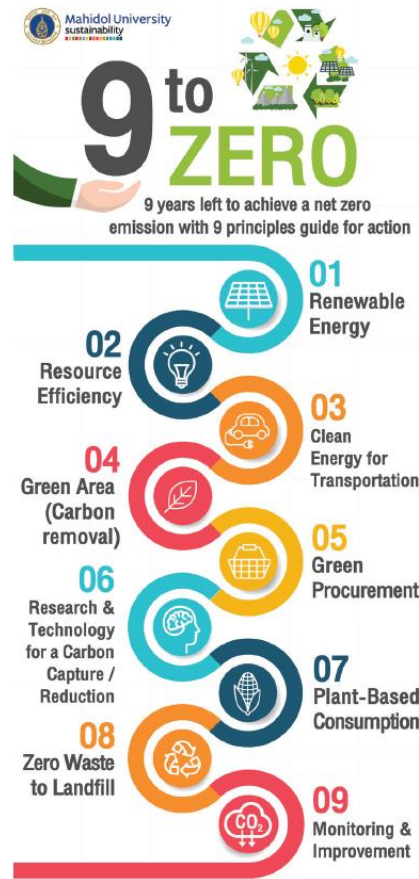 Mahidol University
sustainability
9 to
ZERO
9 years left to achieve a net zero
emission with 9 principles guide for action
01
Renewable
Energy
02
Resource
Efficiency
03
Clean
Energy for
Transportation
04
Green Area
(Carbon
removal)
05
Green
Procurement
06
Research &
Technology
for a Carbon
Capture /
Reduction
07
Plant-Based
Consumption
08
Zero Waste
to Landfill
09
Monitoring &
Improvement
CO2